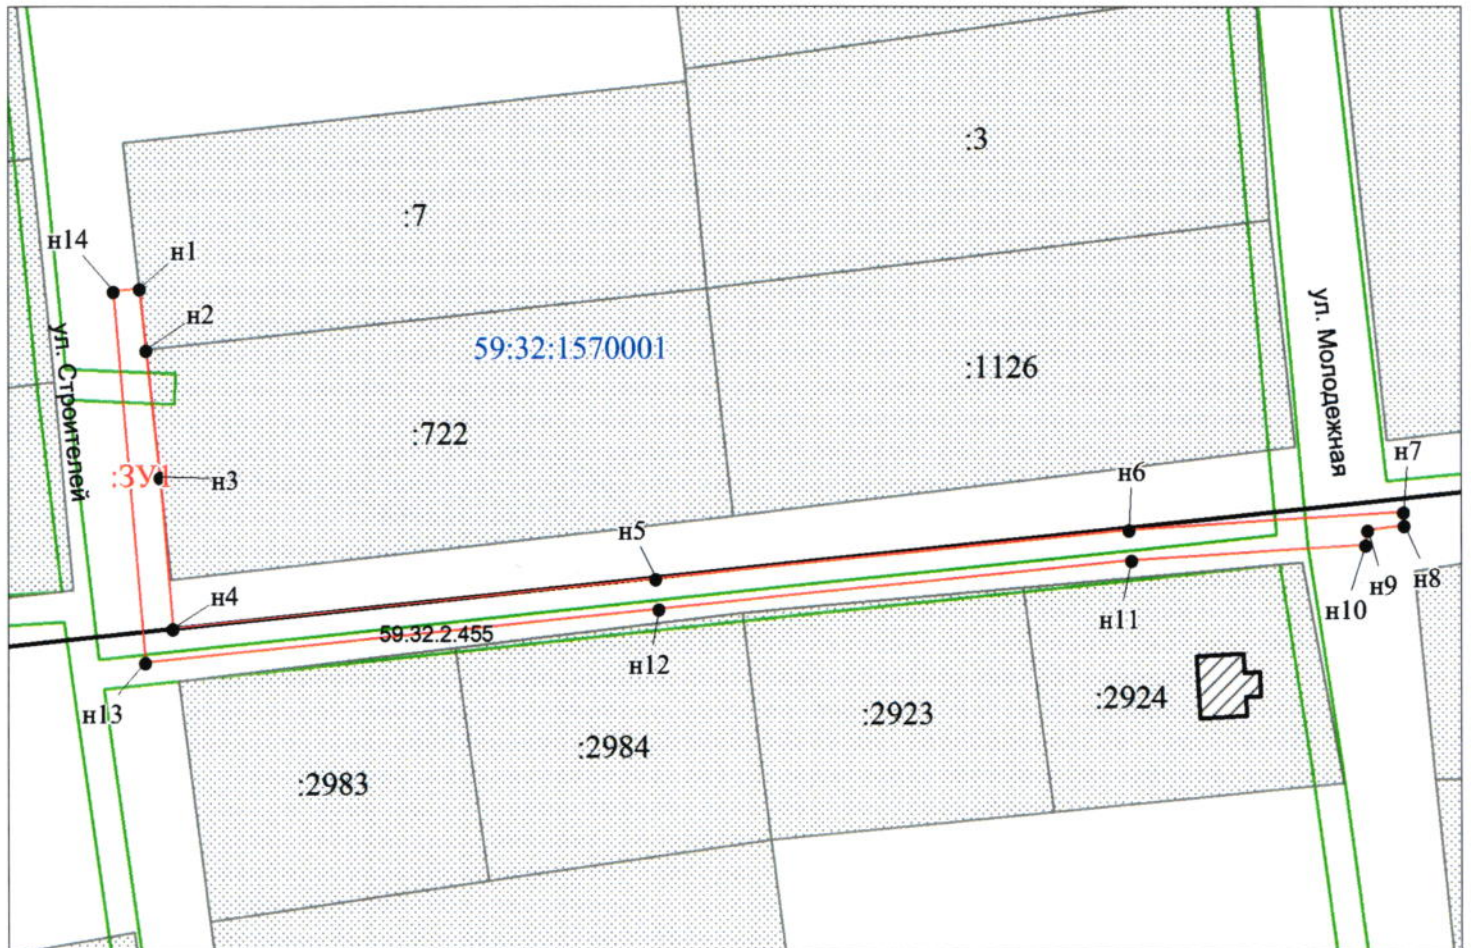 :3
:7
н14
н1
н2
59:32:1570001
ул. Строителей
ул. Молодежная
:1126
:722
:ЗУ1
н3
н7
н6
н5
н4
н9
н8
н10
н11
59.32.2.455
н12
н13
:2924
:2923
:2984
:2983